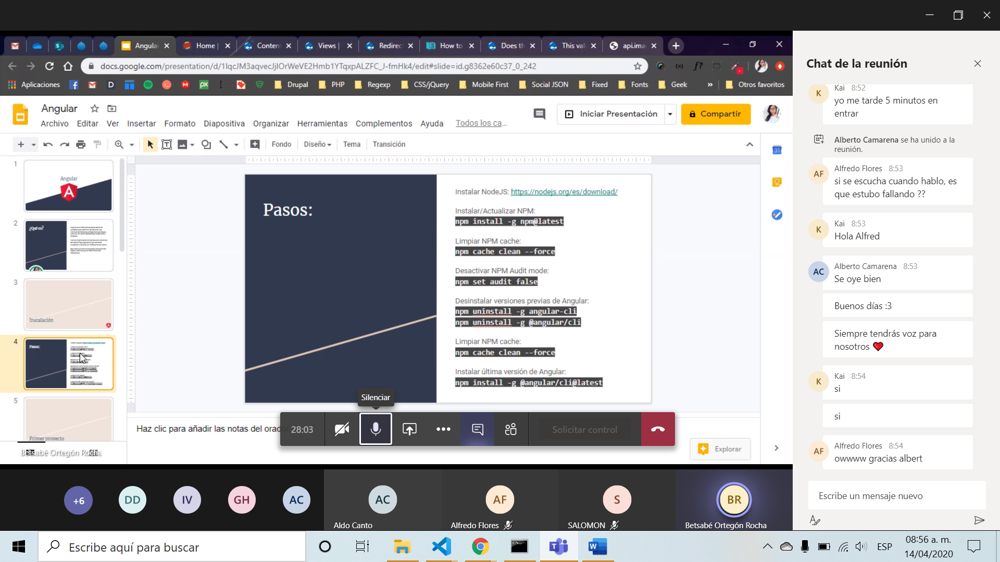 Angula
Home |
Conten
Views |
Redirec
How to
Does th
This val
api.ima
docs.google.com/presentation/d/1IqcJM3aqvecJjIOrWeVE2Hmb1YTqxpALZFC_J-fmHk4/edit#slide=id.g8362e60c37_0_242
Aplicaciones
Drupal
PHP
Regexp
CSS/jQuery
Mobile First
Social JSON
Fixed
Fonts
Geek
»
Otros favoritos
Angular
Iniciar Presentación
Compartir
Archivo Editar Ver Insertar Formato Diapositiva Organizar Herramientas Complementos Ayuda Todos los ca...
Fondo Diseño Tema Transición
1
Angular
2
¿Qué es?
3
Instalación
4
Pasos:
5
Primer proyecto
Pasos:
Instalar NodeJS: https://nodejs.org/es/download/
Instalar/Actualizar NPM:
npm install -g npm@latest
Limpiar NPM cache:
npm cache clean --force
Desactivar NPM Audit mode:
npm set audit false
Desinstalar versiones previas de Angular:
npm uninstall -g angular-cli
npm uninstall -g @angular/cli
Limpiar NPM cache:
npm cache clean --force
Instalar última versión de Angular:
npm install -g @angular/cli@latest
Silenciar
Haz clic para añadir las notas del orado
28:03
Solicitar control
Explorar
Betsabé Ortegón Rocha
+6
DD
IV
GH
AC
AC
Aldo Canto
AF
Alfredo Flores
S
SALOMON
BR
Betsabé Ortegón Rocha
Chat de la reunión
K
Kai 8:52
yo me tarde 5 minutos en
entrar
Alberto Camarena se ha unido a la
reunión.
AF
Alfredo Flores 8:53
si se escucha cuando hablo, es
que estubo fallando ??
K
Kai 8:53
Hola Alfred
AC
Alberto Camarena 8:53
Se oye bien
Buenos días :3
Siempre tendrás voz para
nosotros ❤
K
Kai 8:54
si
si
AF
Alfredo Flores 8:54
owwww gracias albert
Escribe un mensaje nuevo
Escribe aquí para buscar
ESP
08:56 a. m.
14/04/2020